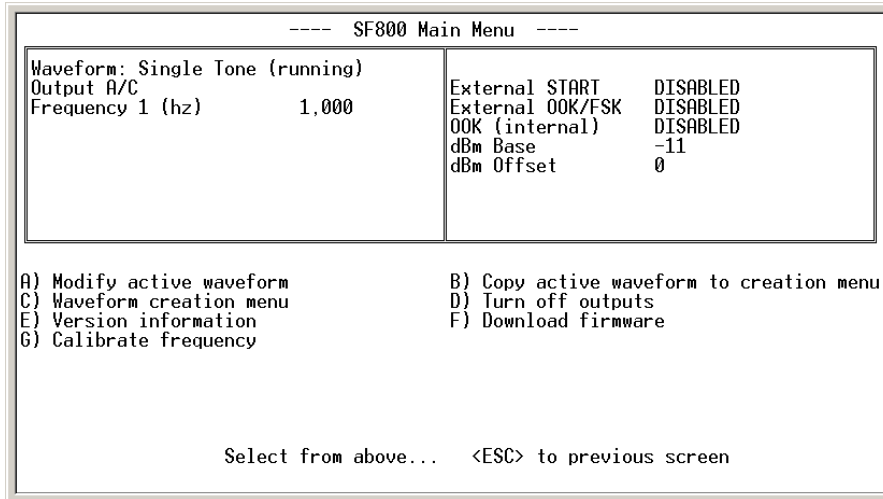 ---- SF800 Main Menu ----
Waveform: Single Tone (running)
Output A/C
Frequency 1 (hz) 1,000
External START DISABLED
External OOK/FSK DISABLED
OOK (internal) DISABLED
dBm Base -11
dBm Offset 0
A) Modify active waveform B) Copy active waveform to creation menu
C) Waveform creation menu D) Turn off outputs
E) Version information F) Download firmware
G) Calibrate frequency
Select from above... <ESC> to previous screen